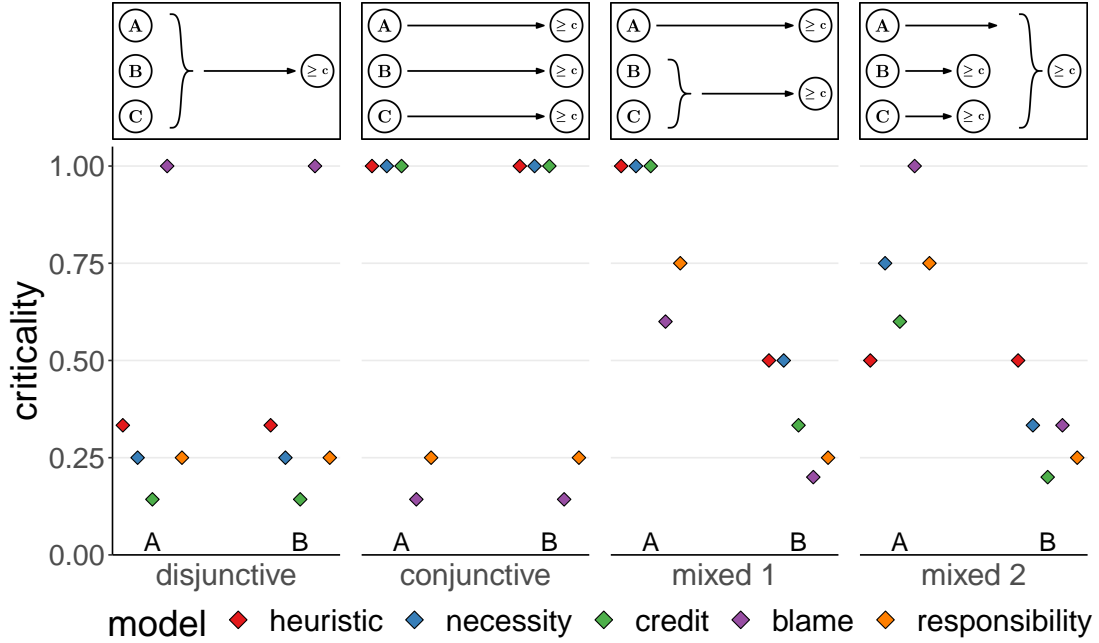 A ≥ c A ≥ c A
B ≥ c B ≥ c B B ≥ c ≥ c
C C ≥ c C ≥ c C ≥ c
criticality
1.00
0.75
0.50
0.25
0.00
A B A B A B A B
disjunctive conjunctive mixed 1 mixed 2
model heuristic necessity credit blame responsibility